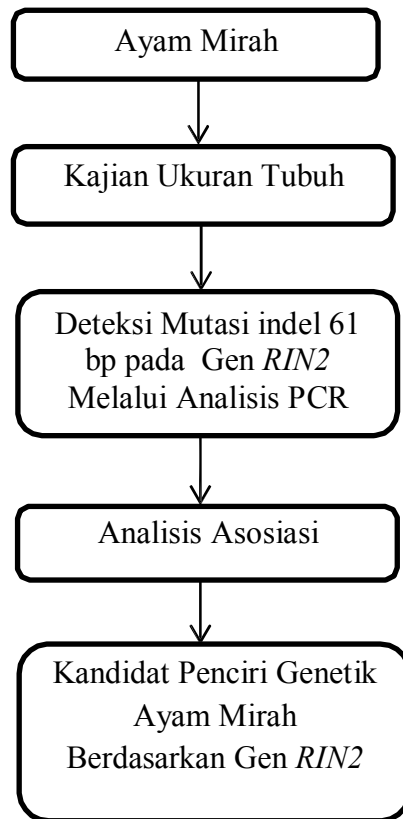 Ayam Mirah
Kajian Ukuran Tubuh
Deteksi Mutasi indel 61
bp pada Gen RIN2
Melalui Analisis PCR
Analisis Asosiasi
Kandidat Penciri Genetik
Ayam Mirah
Berdasarkan Gen RIN2